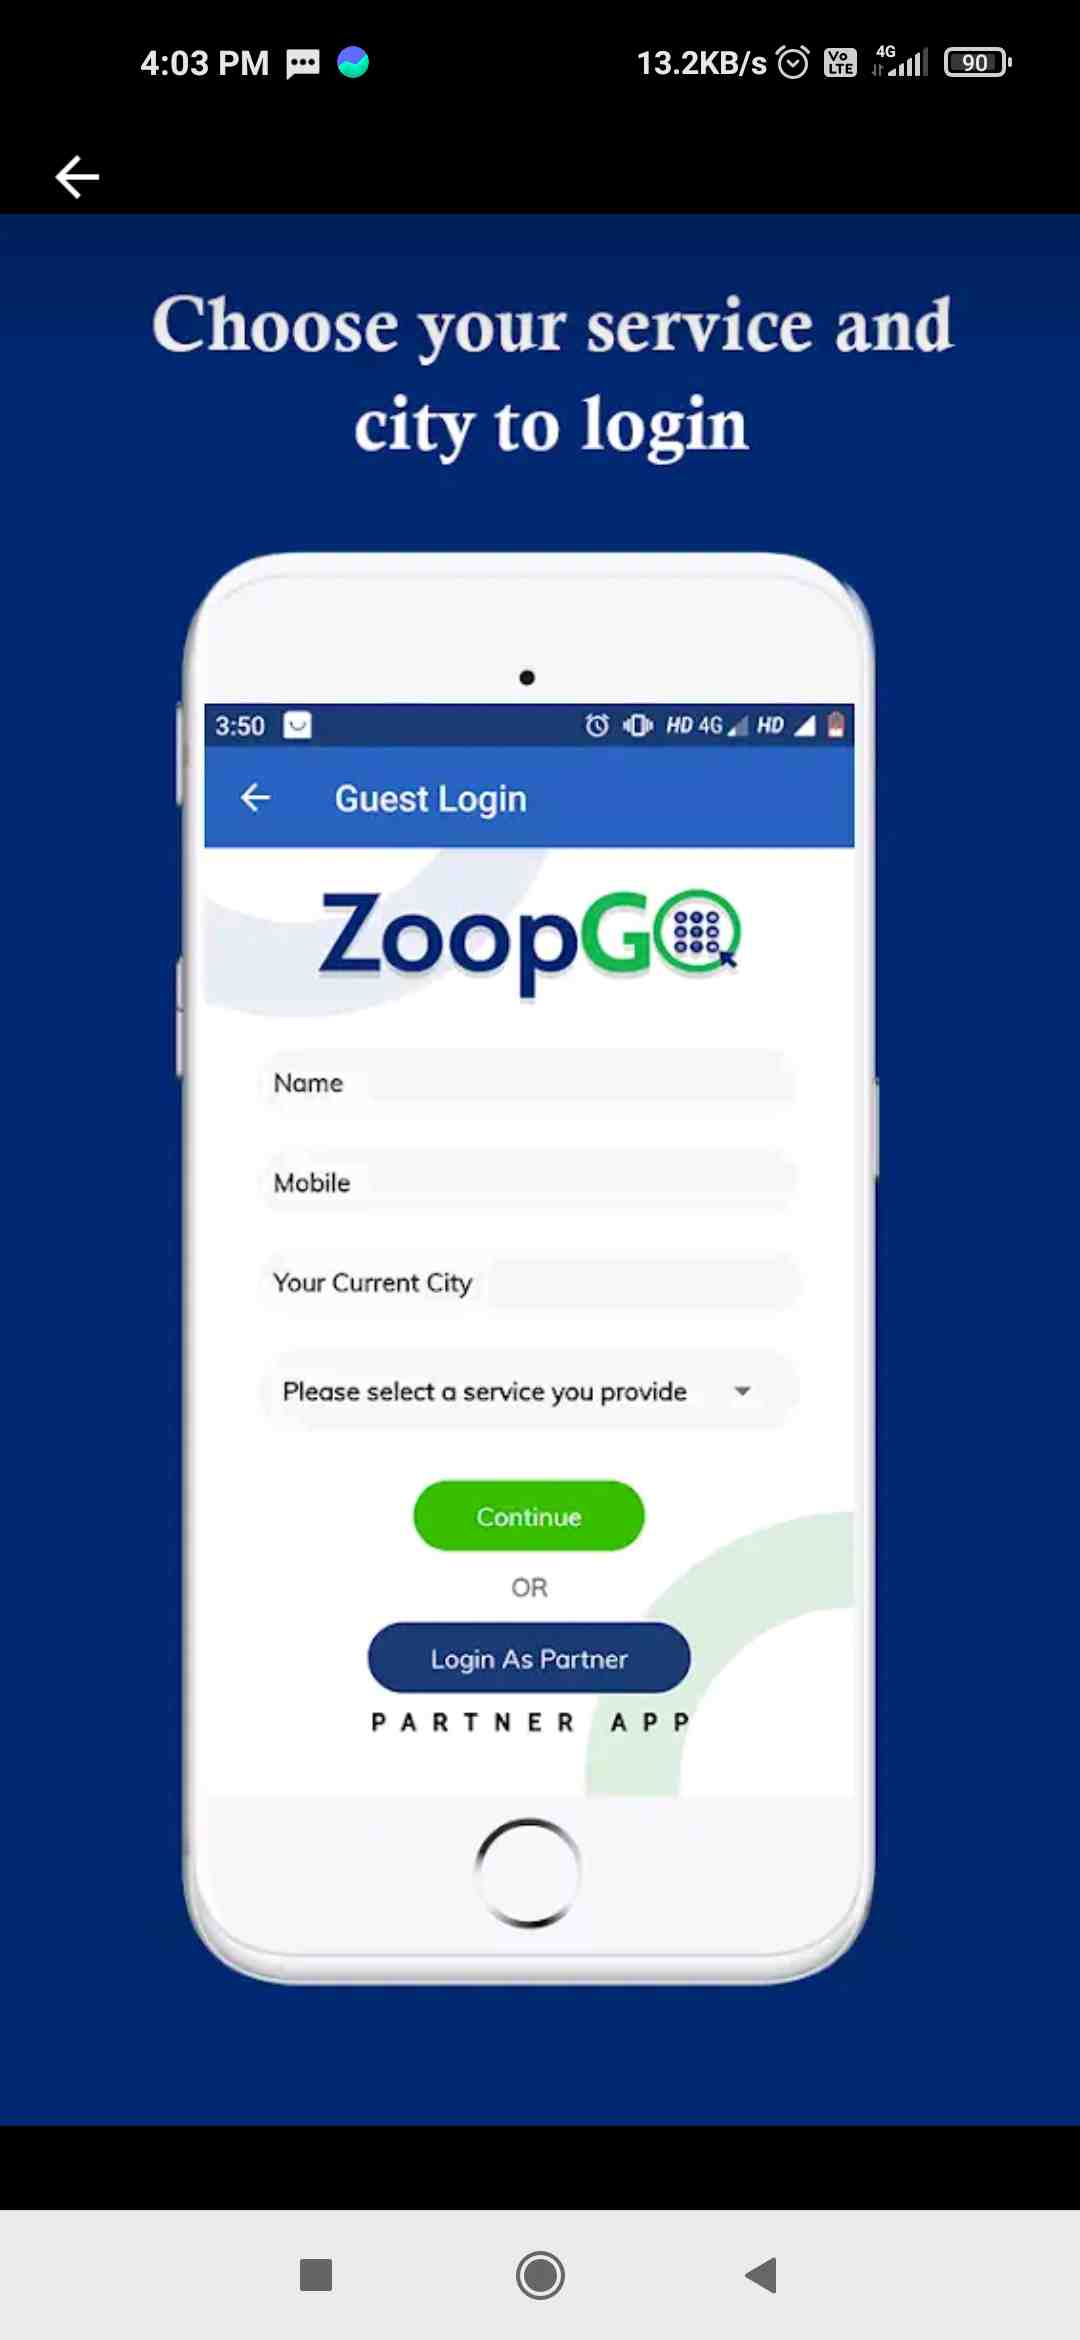 4:03 PM 13.2KB/s Vo LTE 4G 90
Choose your service and
city to login
3:50 HD 4G HD
Guest Login
ZoopGO
Name
Mobile
Your Current City
Please select a service you provide
Continue
OR
Login As Partner
PARTNER APP